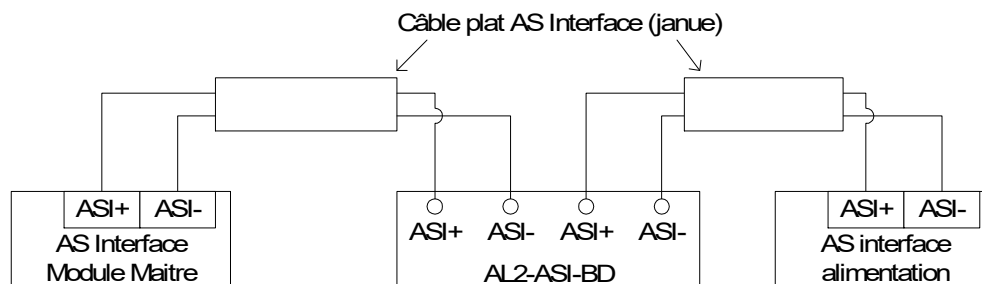 Câble plat AS Interface (janue)
ASI+ ASI-
AS Interface
Module Maitre
ASI+ ASI- ASI+ ASI-
AL2-ASI-BD
ASI+ ASI-
AS interface
alimentation